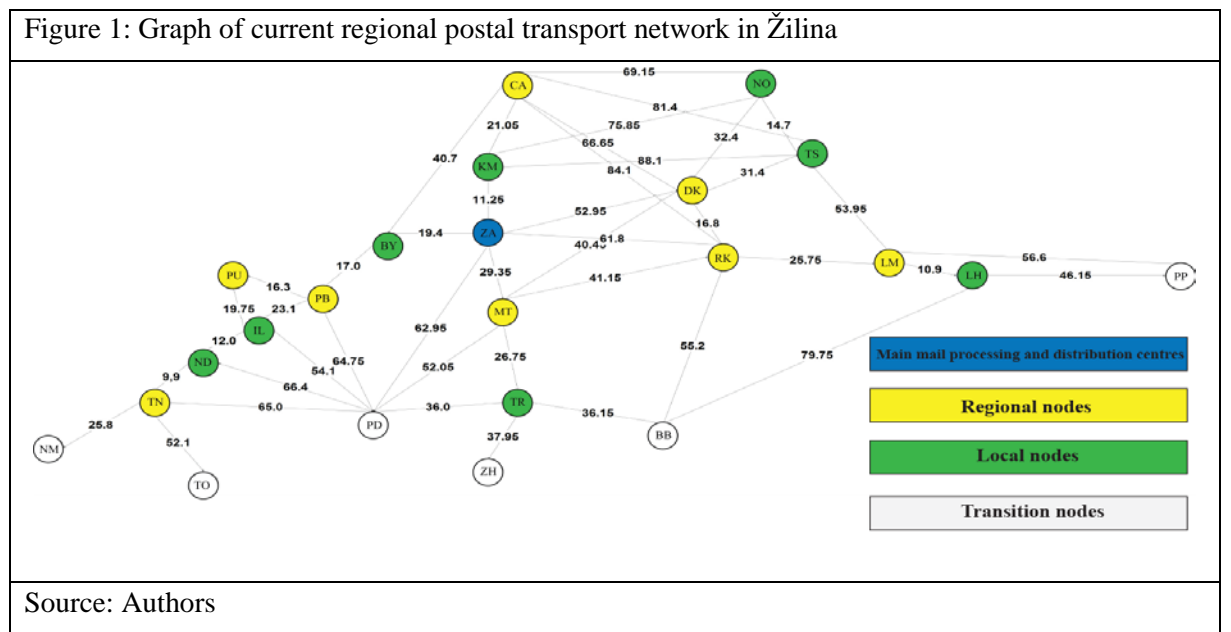 Figure 1: Graph of current regional postal transport network in Žilina
69.15
CA
NO
81.4
21.05
75.85
14.7
66.65
32.4
40.7
TS
KM
88.1
84.1
31.4
DK
11.25
53.95
52.95
16.8
ZA
19.4
61.8
BY
40.4
RK
56.6
17.0
25.75
LM
10.9
LH
46.15
PP
PU
29.35
41.15
16.3
PB
19.75
23.1
MT
62.95
IL
12.0
55.2
79.75
Main mail processing and distribution centres
ND
64.75
26.75
54.1
52.05
9,9
66.4
TN
65.0
36.0
TR
36.15
Regional nodes
25.8
PD
BB
NM
52.1
37.95
Local nodes
ZH
TO
Transition nodes
Source: Authors